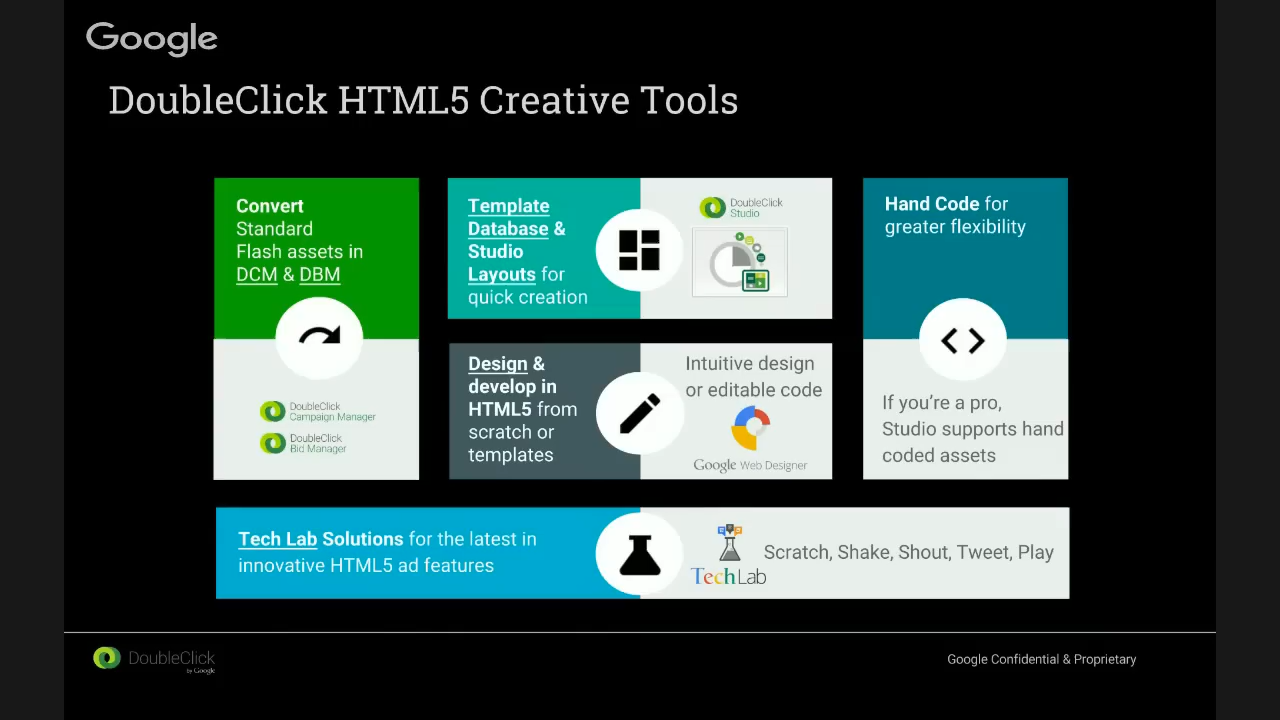 Google
DoubleClick HTML5 Creative Tools
Convert
Standard
Flash assets in
DCM & DBM
DoubleClick
Campaign Manager
DoubleClick
Bid Manager
Template
Database &
Studio
Layouts for
quick creation
DoubleClick
Studio
Design &
develop in
HTML5 from
scratch or
templates
Intuitive design
or editable code
Google Web Designer
Hand Code for
greater flexibility
If you're a pro,
Studio supports hand
coded assets
Tech Lab Solutions for the latest in
innovative HTML5 ad features
TechLab
Scratch, Shake, Shout, Tweet, Play
DoubleClick
by Google
Google Confidential & Proprietary